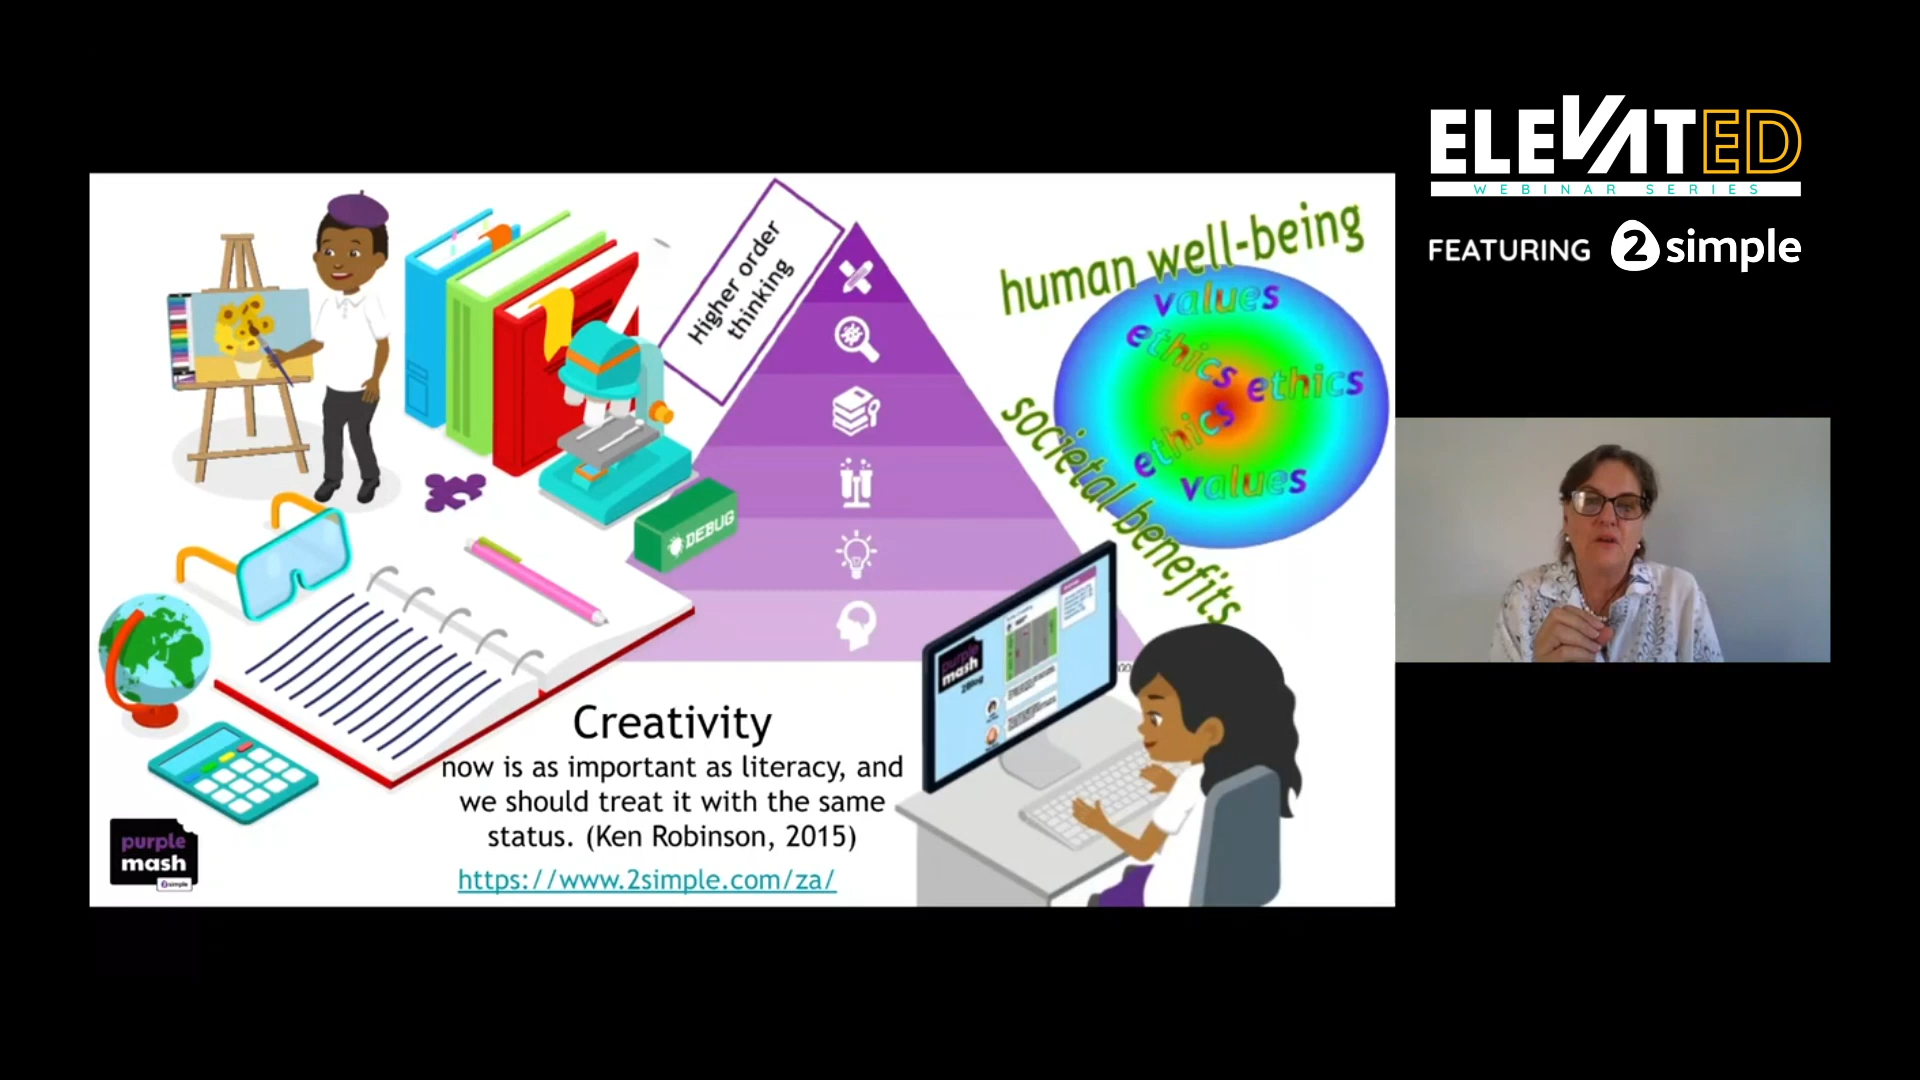 ELEVATED
WEBINAR SERIES
FEATURING 2simple
Higher order
thinking
human well-being
values
ethics
ethics
ethics
values
societal benefits
DEBUG
purple
mash
Creativity
now is as important as literacy, and
we should treat it with the same
status. (Ken Robinson, 2015)
https://www.2simple.com/za/
purple
mash
2simple